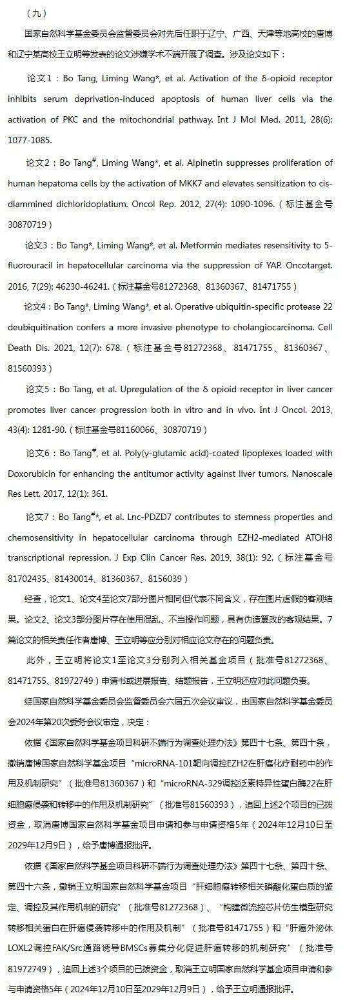 （九）
国家自然科学基金委员会监督委员会对先后任职于辽宁、广西、天津等地高校的唐博
和辽宁某高校王立明等发表的论文涉嫌学术不端开展了调查。涉及论文如下：
论文1：Bo Tang, Liming Wang*, et al. Activation of the δ-opioid receptor
inhibits serum deprivation-induced apoptosis of human liver cells via the
activation of PKC and the mitochondrial pathway. Int J Mol Med. 2011, 28(6):
1077-1085.
论文2：Bo Tang#, Liming Wang*, et al. Alpinetin suppresses proliferation of
human hepatoma cells by the activation of MKK7 and elevates sensitization to cis-
diammined dichloridoplatium. Oncol Rep. 2012, 27(4): 1090-1096.（标注基金号
30870719）
论文3：Bo Tang*, Liming Wang*, et al. Metformin mediates resensitivity to 5-
fluorouracil in hepatocellular carcinoma via the suppression of YAP. Oncotarget.
2016, 7(29): 46230-46241.（标注基金号81272368、81360367、81471755）
论文4：Bo Tang*, Liming Wang*, et al. Operative ubiquitin-specific protease 22
deubiquitination confers a more invasive phenotype to cholangiocarcinoma. Cell
Death Dis. 2021, 12(7): 678.（标注基金号81272368、81471755、81360367、
81560393）
论文5：Bo Tang, et al. Upregulation of the δ opioid receptor in liver cancer
promotes liver cancer progression both in vitro and in vivo. Int J Oncol. 2013,
43(4): 1281-90.（标注基金号81160066、30870719）
论文6：Bo Tang#, et al. Poly(γ-glutamic acid)-coated lipoplexes loaded with
Doxorubicin for enhancing the antitumor activity against liver tumors. Nanoscale
Res Lett. 2017, 12(1): 361.
论文7：Bo Tang#*, et al. Lnc-PDZD7 contributes to stemness properties and
chemosensitivity in hepatocellular carcinoma through EZH2-mediated ATOH8
transcriptional repression. J Exp Clin Cancer Res. 2019, 38(1): 92.（标注基金号
81702435、81430014、81360367、8156039）
经查，论文1、论文4至论文7部分图片相同但代表不同含义，存在图片虚假的客观结
果。论文2、论文3部分图片存在使用混乱、不当操作问题，具有伪造篡改的客观结果。7
篇论文的相关责任作者唐博、王立明等应分别对相应论文存在的问题负责。
此外，王立明将论文1至论文3分别列入相关基金项目（批准号81272368、
81471755、81972749）申请书或进展报告、结题报告，王立明还应对此问题负责。
经国家自然科学基金委员会监督委员会六届五次会议审议，由国家自然科学基金委员
会2024年第20次委务会议审定，决定：
依据《国家自然科学基金项目科研不端行为调查处理办法》第四十七条、第四十条，
撤销唐博国家自然科学基金项目“microRNA-101靶向调控EZH2在肝癌化疗耐药中的作
用及机制研究”（批准号81360367）和“microRNA-329调控泛素特异性蛋白酶22在肝
细胞癌侵袭和转移中的作用及机制研究”（批准号81560393），追回上述2个项目的已拨
资金，取消唐博国家自然科学基金项目申请和参与申请资格5年（2024年12月10日至
2029年12月9日），给予唐博通报批评。
依据《国家自然科学基金项目科研不端行为调查处理办法》第四十七条、第四十条、
第四十六条，撤销王立明国家自然科学基金项目“肝细胞癌转移相关磷酸化蛋白质的鉴
定、调控及其作用机制的研究”（批准号81272368）、“构建微流控芯片仿生模型研究
转移相关蛋白在肝癌侵袭转移中的作用及机制”（批准号81471755）和“肝癌外泌体
LOXL2调控FAK/Src通路诱导BMSCs募集分化促进肝癌转移的机制研究”（批准号
81972749），追回上述3个项目的已拨资金，取消王立明国家自然科学基金项目申请和参
与申请资格5年（2024年12月10日至2029年12月9日），给予王立明通报批评。